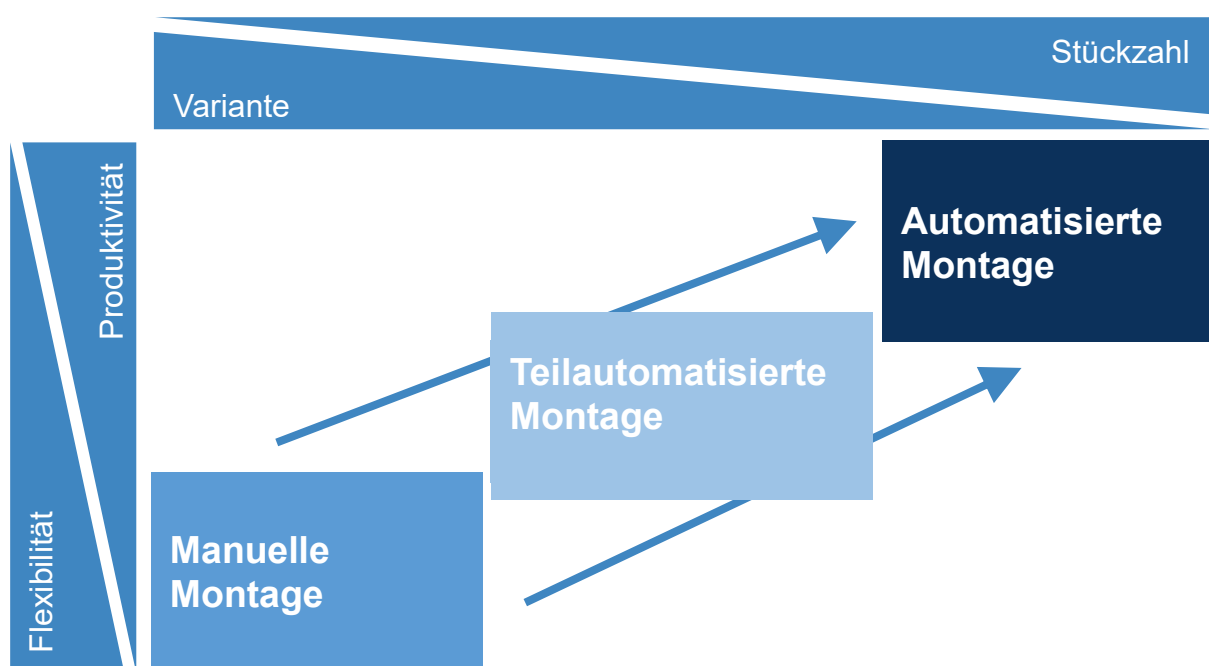 Stückzahl
Variante
Produktivität
Flexibilität
Automatisierte
Montage
Teilautomatisierte
Montage
Manuelle
Montage